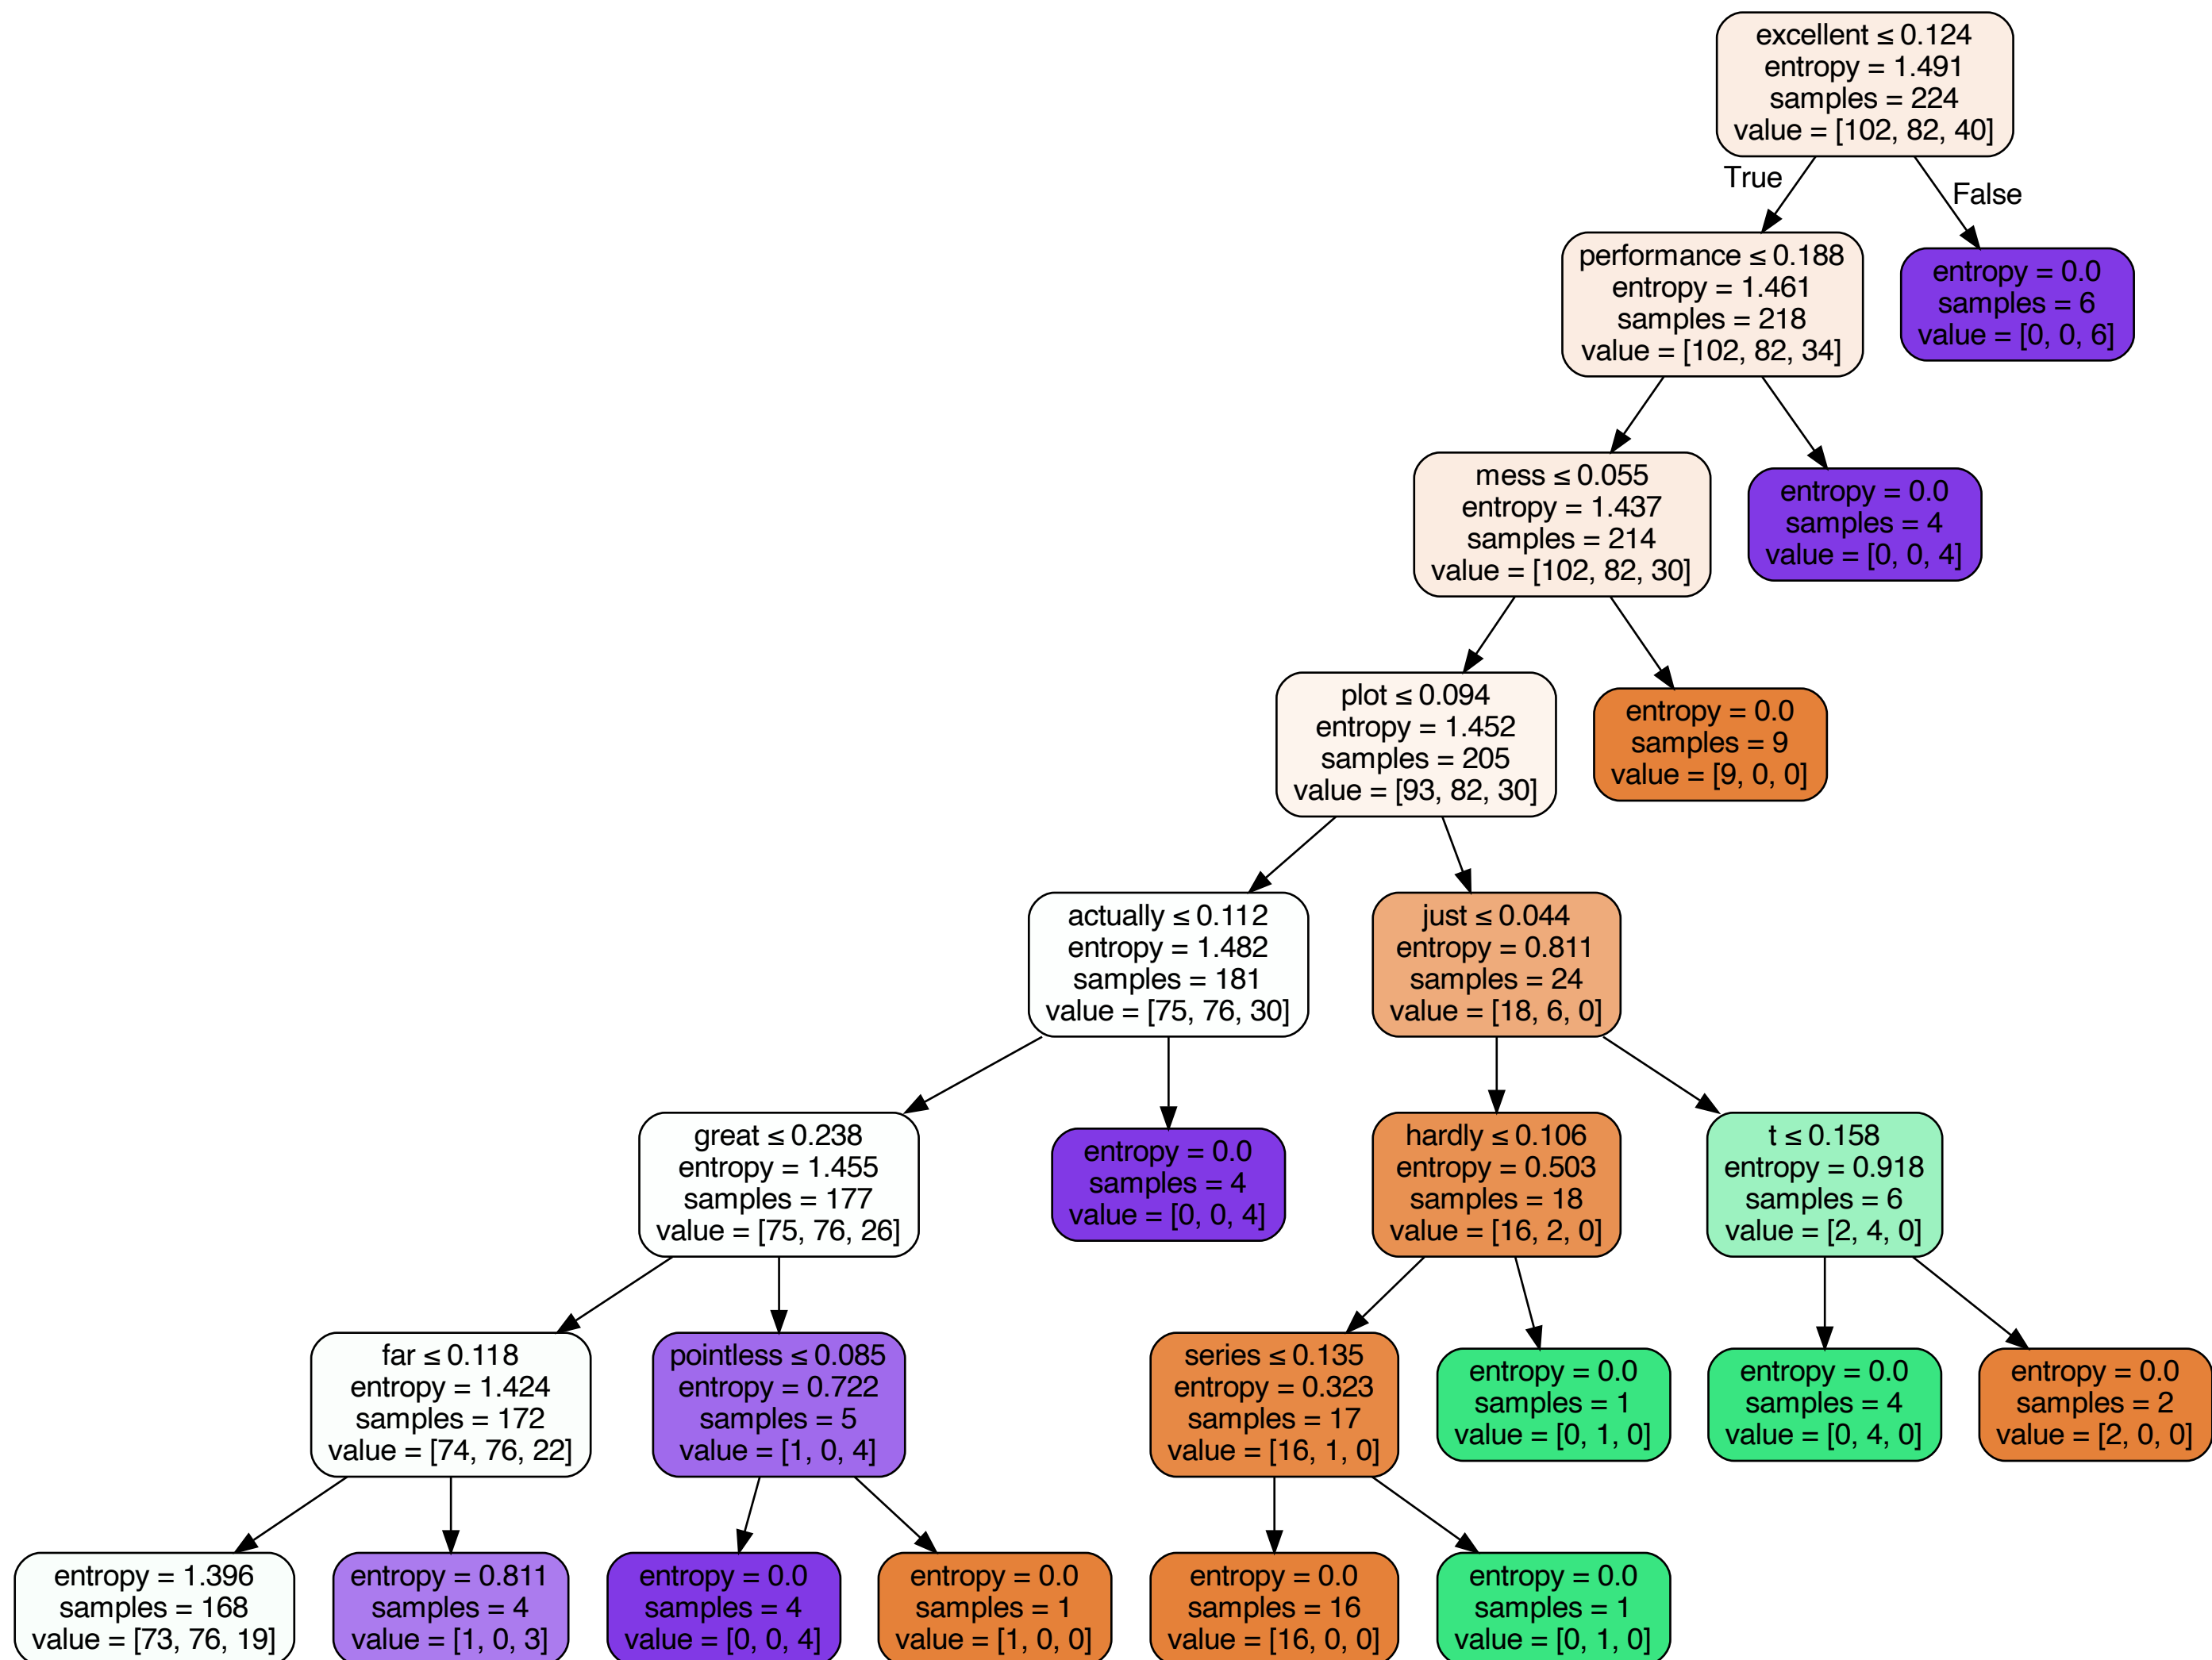 excellent ≤ 0.124
entropy = 1.491
samples = 224
value = [102, 82, 40]
True
False
performance ≤ 0.188
entropy = 1.461
samples = 218
value = [102, 82, 34]
entropy = 0.0
samples = 6
value = [0, 0, 6]
mess ≤ 0.055
entropy = 1.437
samples = 214
value = [102, 82, 30]
entropy = 0.0
samples = 4
value = [0, 0, 4]
plot ≤ 0.094
entropy = 1.452
samples = 205
value = [93, 82, 30]
entropy = 0.0
samples = 9
value = [9, 0, 0]
actually ≤ 0.112
entropy = 1.482
samples = 181
value = [75, 76, 30]
just ≤ 0.044
entropy = 0.811
samples = 24
value = [18, 6, 0]
great ≤ 0.238
entropy = 1.455
samples = 177
value = [75, 76, 26]
entropy = 0.0
samples = 4
value = [0, 0, 4]
hardly ≤ 0.106
entropy = 0.503
samples = 18
value = [16, 2, 0]
t ≤ 0.158
entropy = 0.918
samples = 6
value = [2, 4, 0]
far ≤ 0.118
entropy = 1.424
samples = 172
value = [74, 76, 22]
pointless ≤ 0.085
entropy = 0.722
samples = 5
value = [1, 0, 4]
series ≤ 0.135
entropy = 0.323
samples = 17
value = [16, 1, 0]
entropy = 0.0
samples = 1
value = [0, 1, 0]
entropy = 0.0
samples = 4
value = [0, 4, 0]
entropy = 0.0
samples = 2
value = [2, 0, 0]
entropy = 1.396
samples = 168
value = [73, 76, 19]
entropy = 0.811
samples = 4
value = [1, 0, 3]
entropy = 0.0
samples = 4
value = [0, 0, 4]
entropy = 0.0
samples = 1
value = [1, 0, 0]
entropy = 0.0
samples = 16
value = [16, 0, 0]
entropy = 0.0
samples = 1
value = [0, 1, 0]